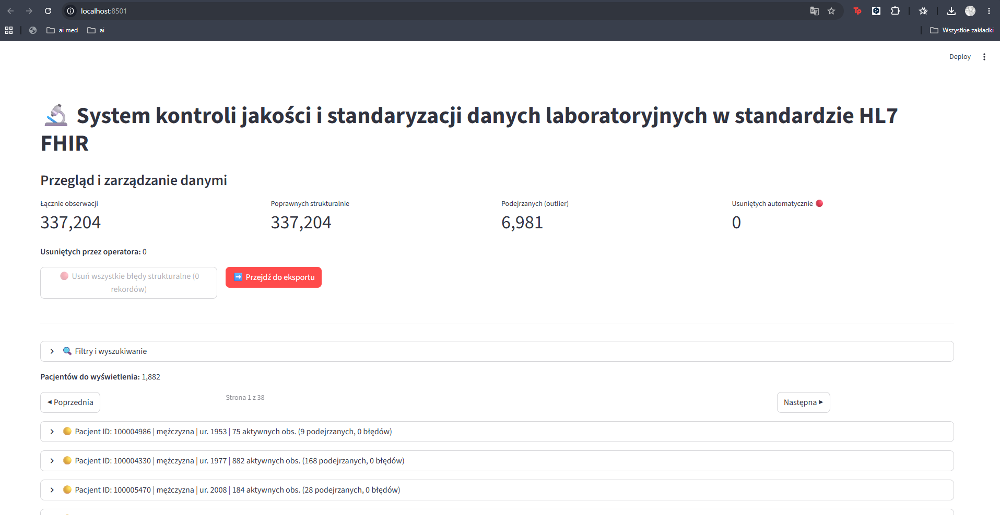 localhost:8501
ai med
ai
Wszystkie zakładki
Deploy
System kontroli jakości i standaryzacji danych laboratoryjnych w standardzie HL7
FHIR
Przegląd i zarządzanie danymi
Łącznie obserwacji
Poprawnych strukturalnie
Podejrzanych (outlier)
Usuniętych automatycznie
337,204
337,204
6,981
0
Usuniętych przez operatora: 0
Usuń wszystkie błędy strukturalne (0
rekordów)
Przejdź do eksportu
Filtry i wyszukiwanie
Pacjentów do wyświetlenia: 1,882
◄ Poprzednia
Strona 1 z 38
Następna ►
Pacjent ID: 100004986 | mężczyzna | ur. 1953 | 75 aktywnych obs. (9 podejrzanych, 0 błędów)
Pacjent ID: 100004330 | mężczyzna | ur. 1977 | 882 aktywnych obs. (168 podejrzanych, 0 błędów)
Pacjent ID: 100005470 | mężczyzna | ur. 2008 | 184 aktywnych obs. (28 podejrzanych, 0 błędów)